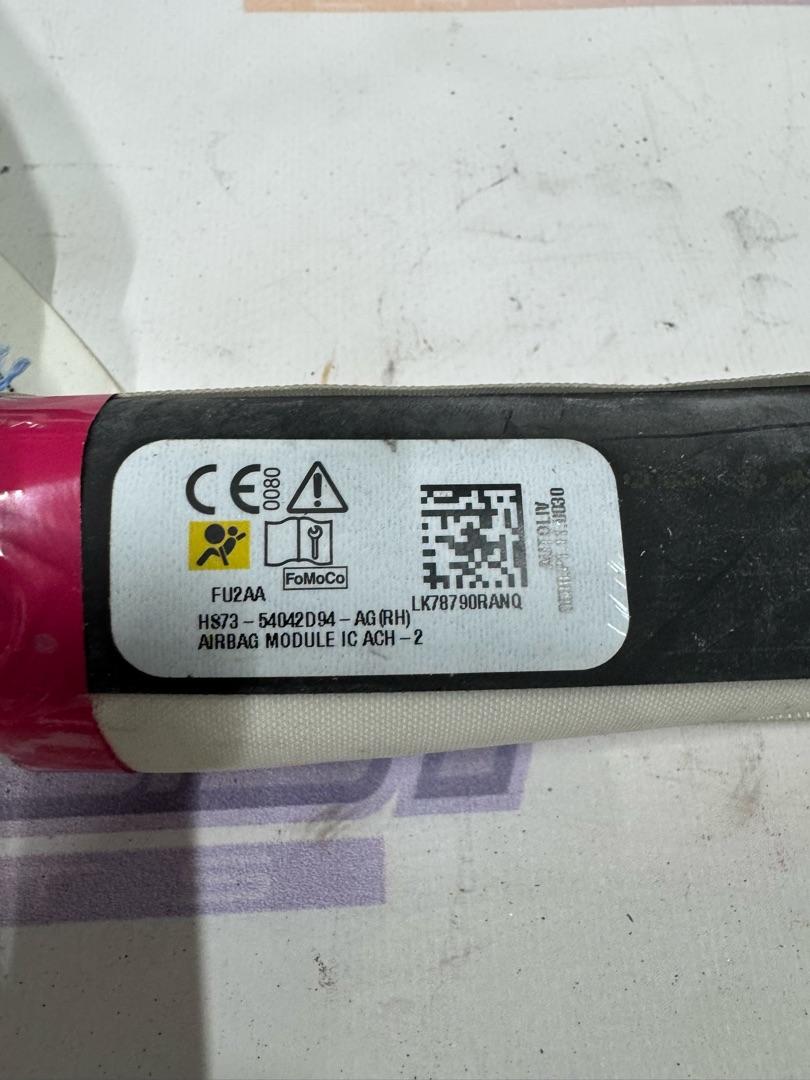 CE 0080
FoMoCo
FU2AA
LK78790RANQ
HS73-54042D94-AG(RH)
AIRBAG MODULE IC ACH-2